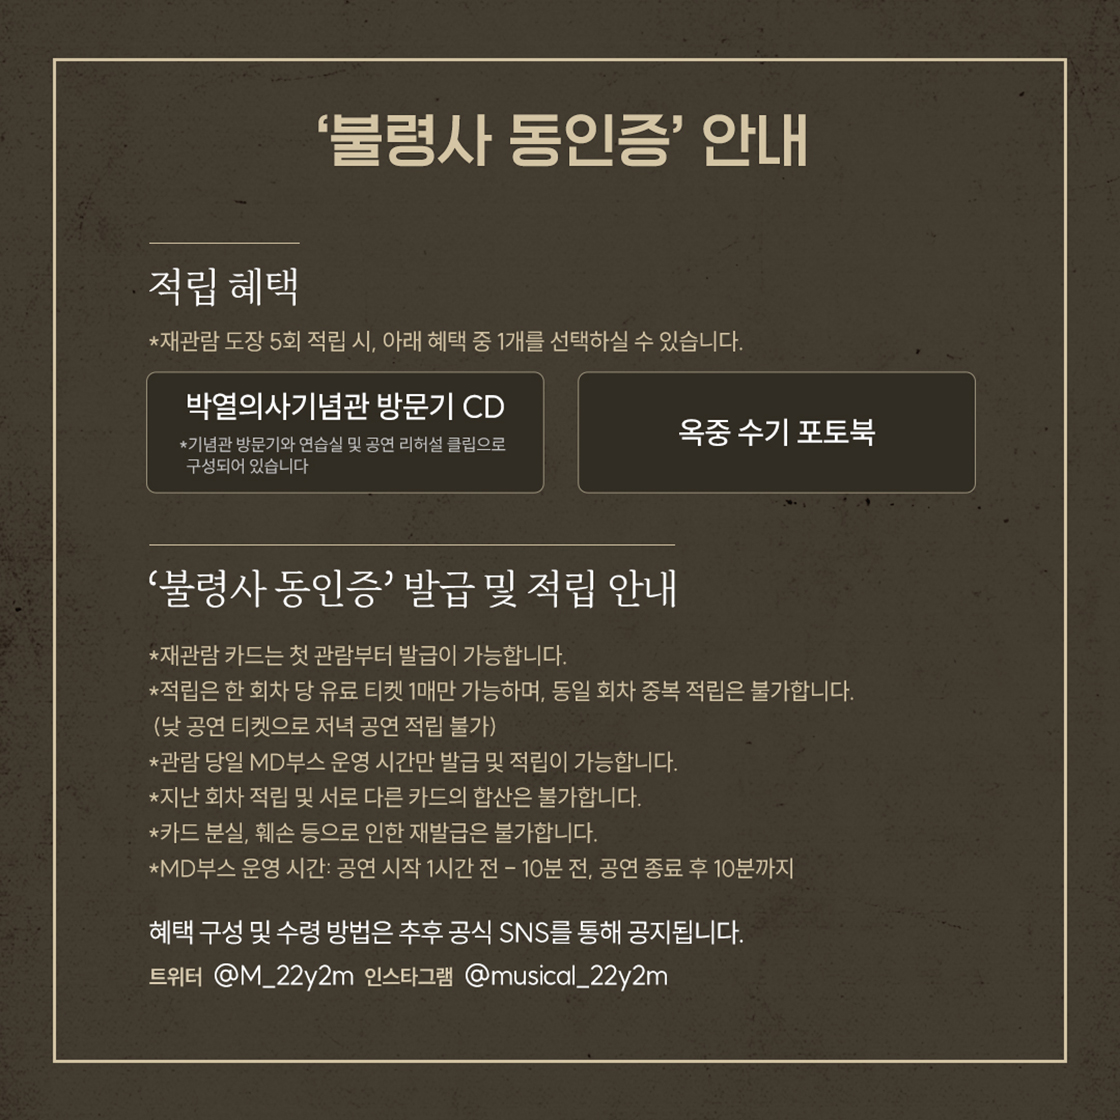 ‘불령사 동인증’ 안내
적립 혜택
*재관람 도장 5회 적립 시, 아래 혜택 중 1개를 선택하실 수 있습니다.
박열의사기념관 방문기 CD
*기념관 방문기와 연습실 및 공연 리허설 클립으로
구성되어 있습니다
옥중 수기 포토북
‘불령사 동인증’ 발급 및 적립 안내
*재관람 카드는 첫 관람부터 발급이 가능합니다.
*적립은 한 회차 당 유료 티켓 1매만 가능하며, 동일 회차 중복 적립은 불가합니다.
(낮 공연 티켓으로 저녁 공연 적립 불가)
*관람 당일 MD부스 운영 시간만 발급 및 적립이 가능합니다.
*지난 회차 적립 및 서로 다른 카드의 합산은 불가합니다.
*카드 분실, 훼손 등으로 인한 재발급은 불가합니다.
*MD부스 운영 시간: 공연 시작 1시간 전 – 10분 전, 공연 종료 후 10분까지
혜택 구성 및 수령 방법은 추후 공식 SNS를 통해 공지됩니다.
트위터 @M_22y2m 인스타그램 @musical_22y2m